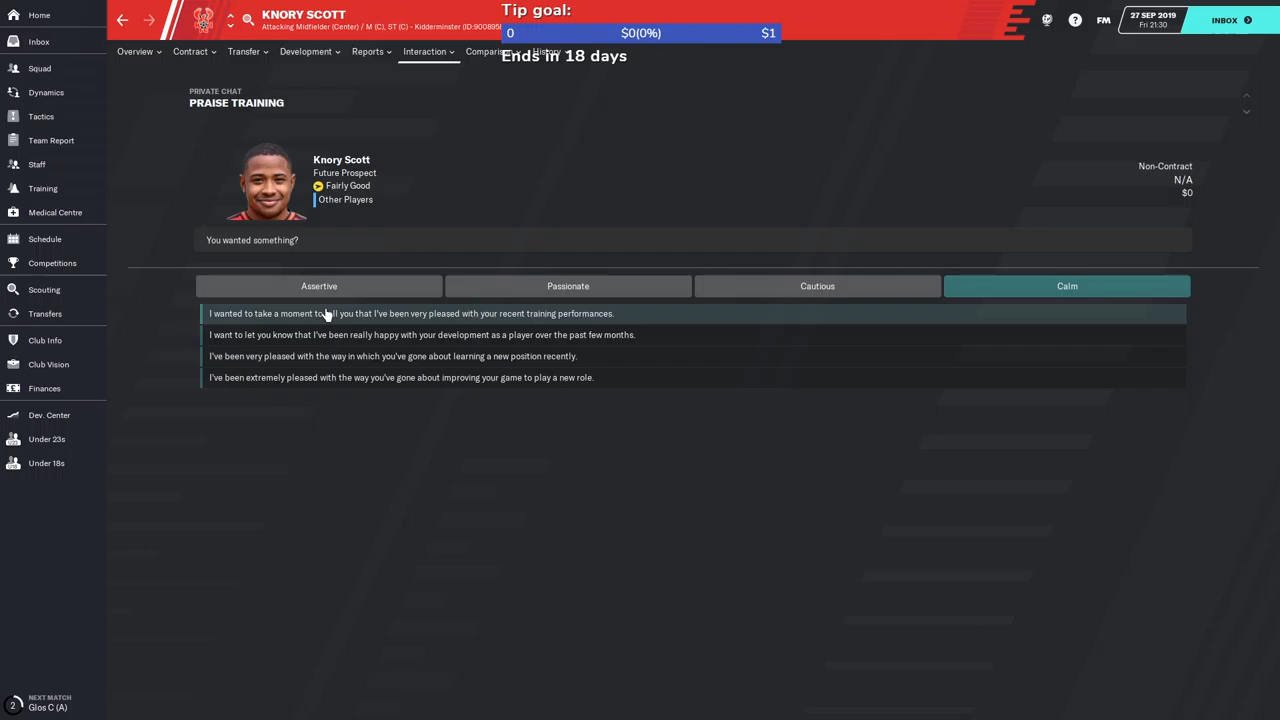 Home
Inbox
Squad
Dynamics
Tactics
Team Report
Staff
Training
Medical Centre
Schedule
Competitions
Scouting
Transfers
Club Info
Club Vision
Finances
Dev. Center
Under 23s
Under 18s
NEXT MATCH
2 Glos C (A)
KNORY SCOTT
Attacking Midfielder (Center) / M (C), ST (C) - Kidderminster (ID:900895
Tip goal:
0 $0(0%) $1
Ends in 18 days
FM
27 SEP 2019
Fri 21:30
INBOX
Overview Contract Transfer Development Reports Interaction
PRIVATE CHAT
PRAISE TRAINING
Knory Scott
Future Prospect
Fairly Good
Other Players
Non-Contract
N/A
$0
You wanted something?
Assertive Passionate Cautious Calm
I wanted to take a moment to tell you that I've been very pleased with your recent training performances.
I want to let you know that I've been really happy with your development as a player over the past few months.
I've been very pleased with the way in which you've gone about learning a new position recently.
I've been extremely pleased with the way you've gone about improving your game to play a new role.